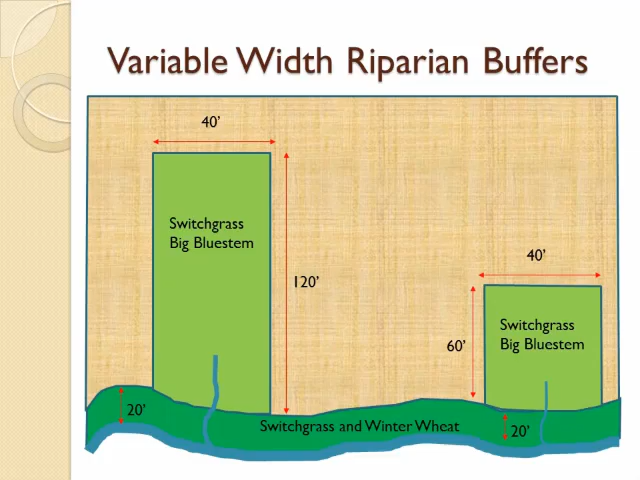 Variable Width Riparian Buffers
40’
Switchgrass
Big Bluestem
120’
40’
Switchgrass
Big Bluestem
60’
20’
Switchgrass and Winter Wheat
20’